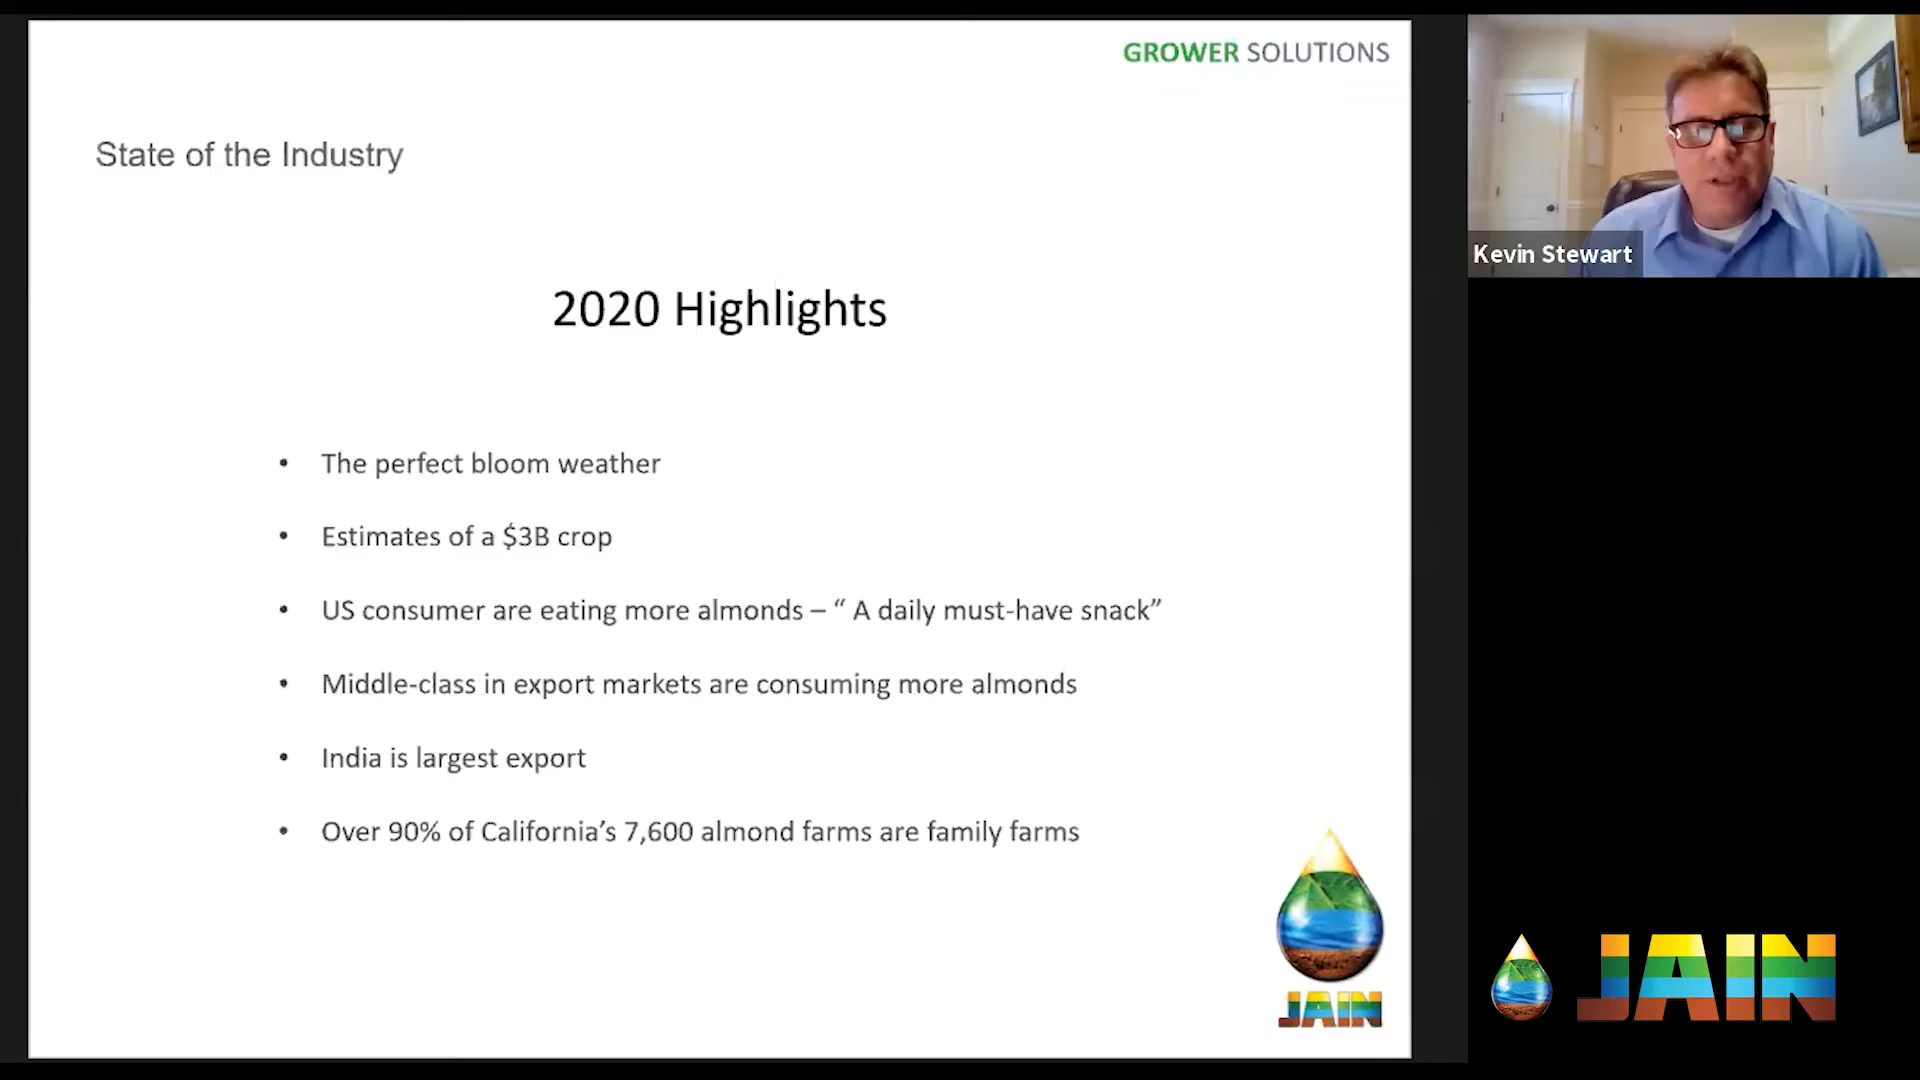 GROWER SOLUTIONS
State of the Industry
2020 Highlights
• The perfect bloom weather
• Estimates of a $3B crop
• US consumer are eating more almonds – “ A daily must-have snack”
• Middle-class in export markets are consuming more almonds
• India is largest export
• Over 90% of California’s 7,600 almond farms are family farms
JAIN
Kevin Stewart
JAIN